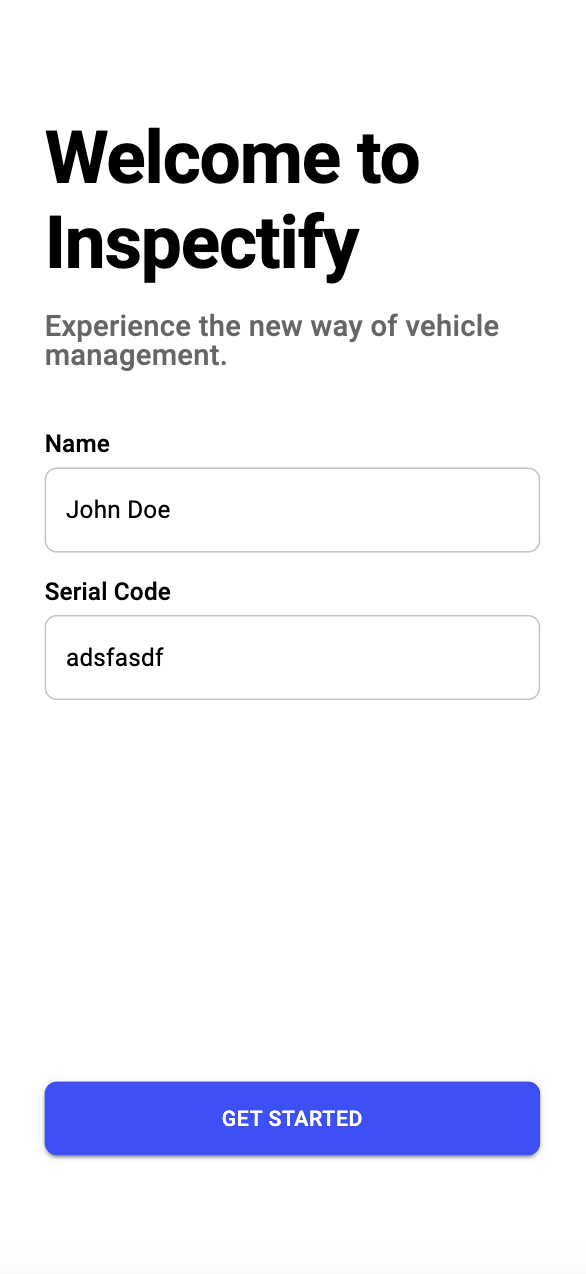 Welcome to
Inspectify
Experience the new way of vehicle
management.
Name
John Doe
Serial Code
adsfasdf
GET STARTED